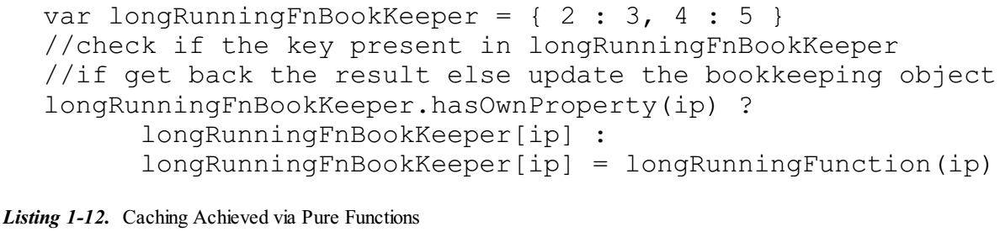 var longRunningFnBookKeeper = { 2 : 3, 4 : 5 }
//check if the key present in longRunningFnBookKeeper
//if get back the result else update the bookkeeping object
longRunningFnBookKeeper.hasOwnProperty(ip) ?
longRunningFnBookKeeper[ip] :
longRunningFnBookKeeper[ip] = longRunningFunction(ip)
Listing 1-12. Caching Achieved via Pure Functions